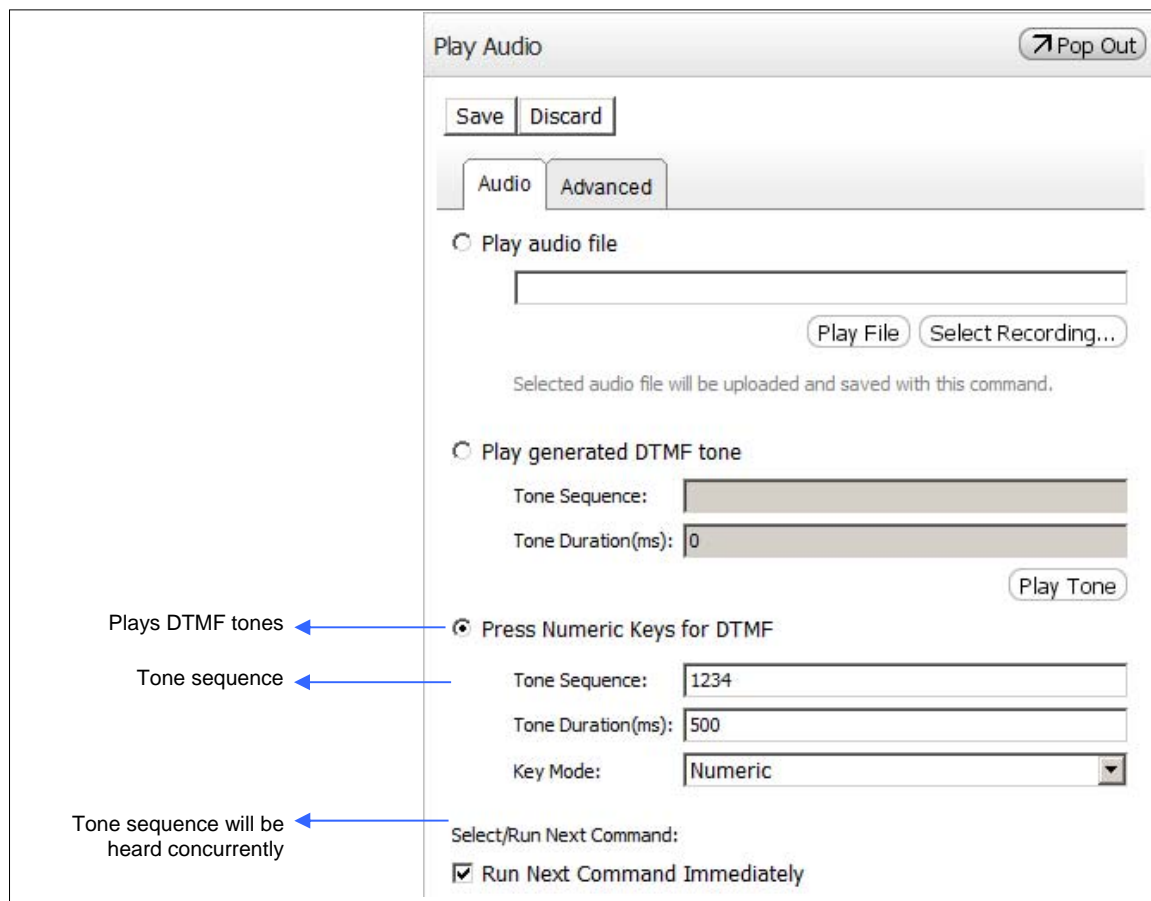 Play Audio
Pop Out
Save Discard
Audio Advanced
Play audio file
Play File Select Recording...
Selected audio file will be uploaded and saved with this command.
Play generated DTMF tone
Tone Sequence:
Tone Duration(ms): 0
Play Tone
Plays DTMF tones
Press Numeric Keys for DTMF
Tone sequence
Tone Sequence: 1234
Tone Duration(ms): 500
Key Mode: Numeric
Tone sequence will be
heard concurrently
Select/Run Next Command:
Run Next Command Immediately